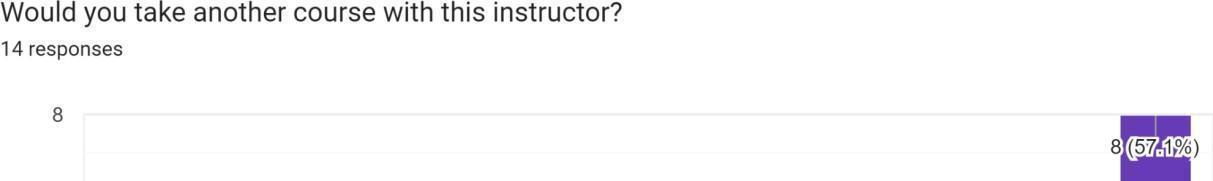 Would you take another course with this instructor?
14 responses
8
8 (57.1%)